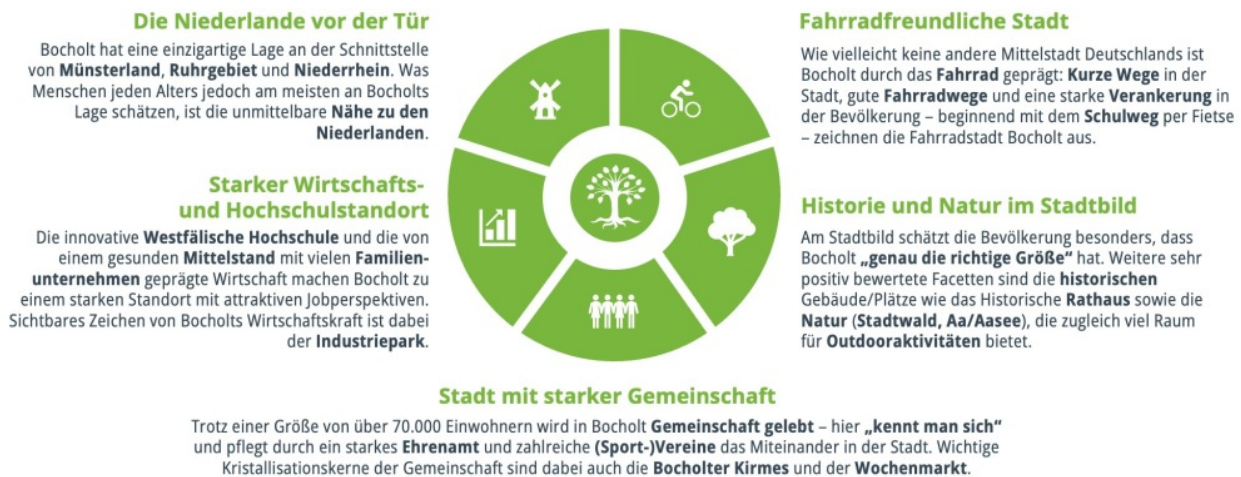 Die Niederlande vor der Tür
Bocholt hat eine einzigartige Lage an der Schnittstelle
von Münsterland, Ruhrgebiet und Niederrhein. Was
Menschen jeden Alters jedoch am meisten an Bocholts
Lage schätzen, ist die unmittelbare Nähe zu den
Niederlanden.
Fahrradfreundliche Stadt
Wie vielleicht keine andere Mittelstadt Deutschlands ist
Bocholt durch das Fahrrad geprägt: Kurze Wege in der
Stadt, gute Fahrradwege und eine starke Verankerung in
der Bevölkerung – beginnend mit dem Schulweg per Fietse
– zeichnen die Fahrradstadt Bocholt aus.
Starker Wirtschafts-
und Hochschulstandort
Die innovative Westfälische Hochschule und die von
einem gesunden Mittelstand mit vielen Familien-
unternehmen geprägte Wirtschaft machen Bocholt zu
einem starken Standort mit attraktiven Jobperspektiven.
Sichtbares Zeichen von Bocholts Wirtschaftskraft ist dabei
der Industriepark.
Historie und Natur im Stadtbild
Am Stadtbild schätzt die Bevölkerung besonders, dass
Bocholt „genau die richtige Größe“ hat. Weitere sehr
positiv bewertete Facetten sind die historischen
Gebäude/Plätze wie das Historische Rathaus sowie die
Natur (Stadtwald, Aa/Aasee), die zugleich viel Raum
für Outdooraktivitäten bietet.
Stadt mit starker Gemeinschaft
Trotz einer Größe von über 70.000 Einwohnern wird in Bocholt Gemeinschaft gelebt – hier „kennt man sich“
und pflegt durch ein starkes Ehrenamt und zahlreiche (Sport-)Vereine das Miteinander in der Stadt. Wichtige
Kristallisationskerne der Gemeinschaft sind dabei auch die Bocholter Kirmes und der Wochenmarkt.